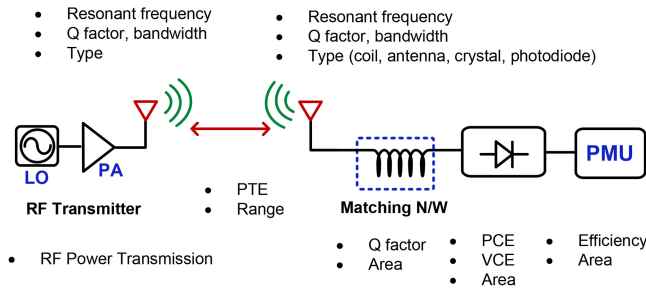 Resonant frequency
Q factor, bandwidth
Type
Resonant frequency
Q factor, bandwidth
Type (coil, antenna, crystal, photodiode)
LO
PA
PMU
RF Transmitter
PTE
Range
Matching N/W
RF Power Transmission
Q factor
Area
PCE
VCE
Area
Efficiency
Area